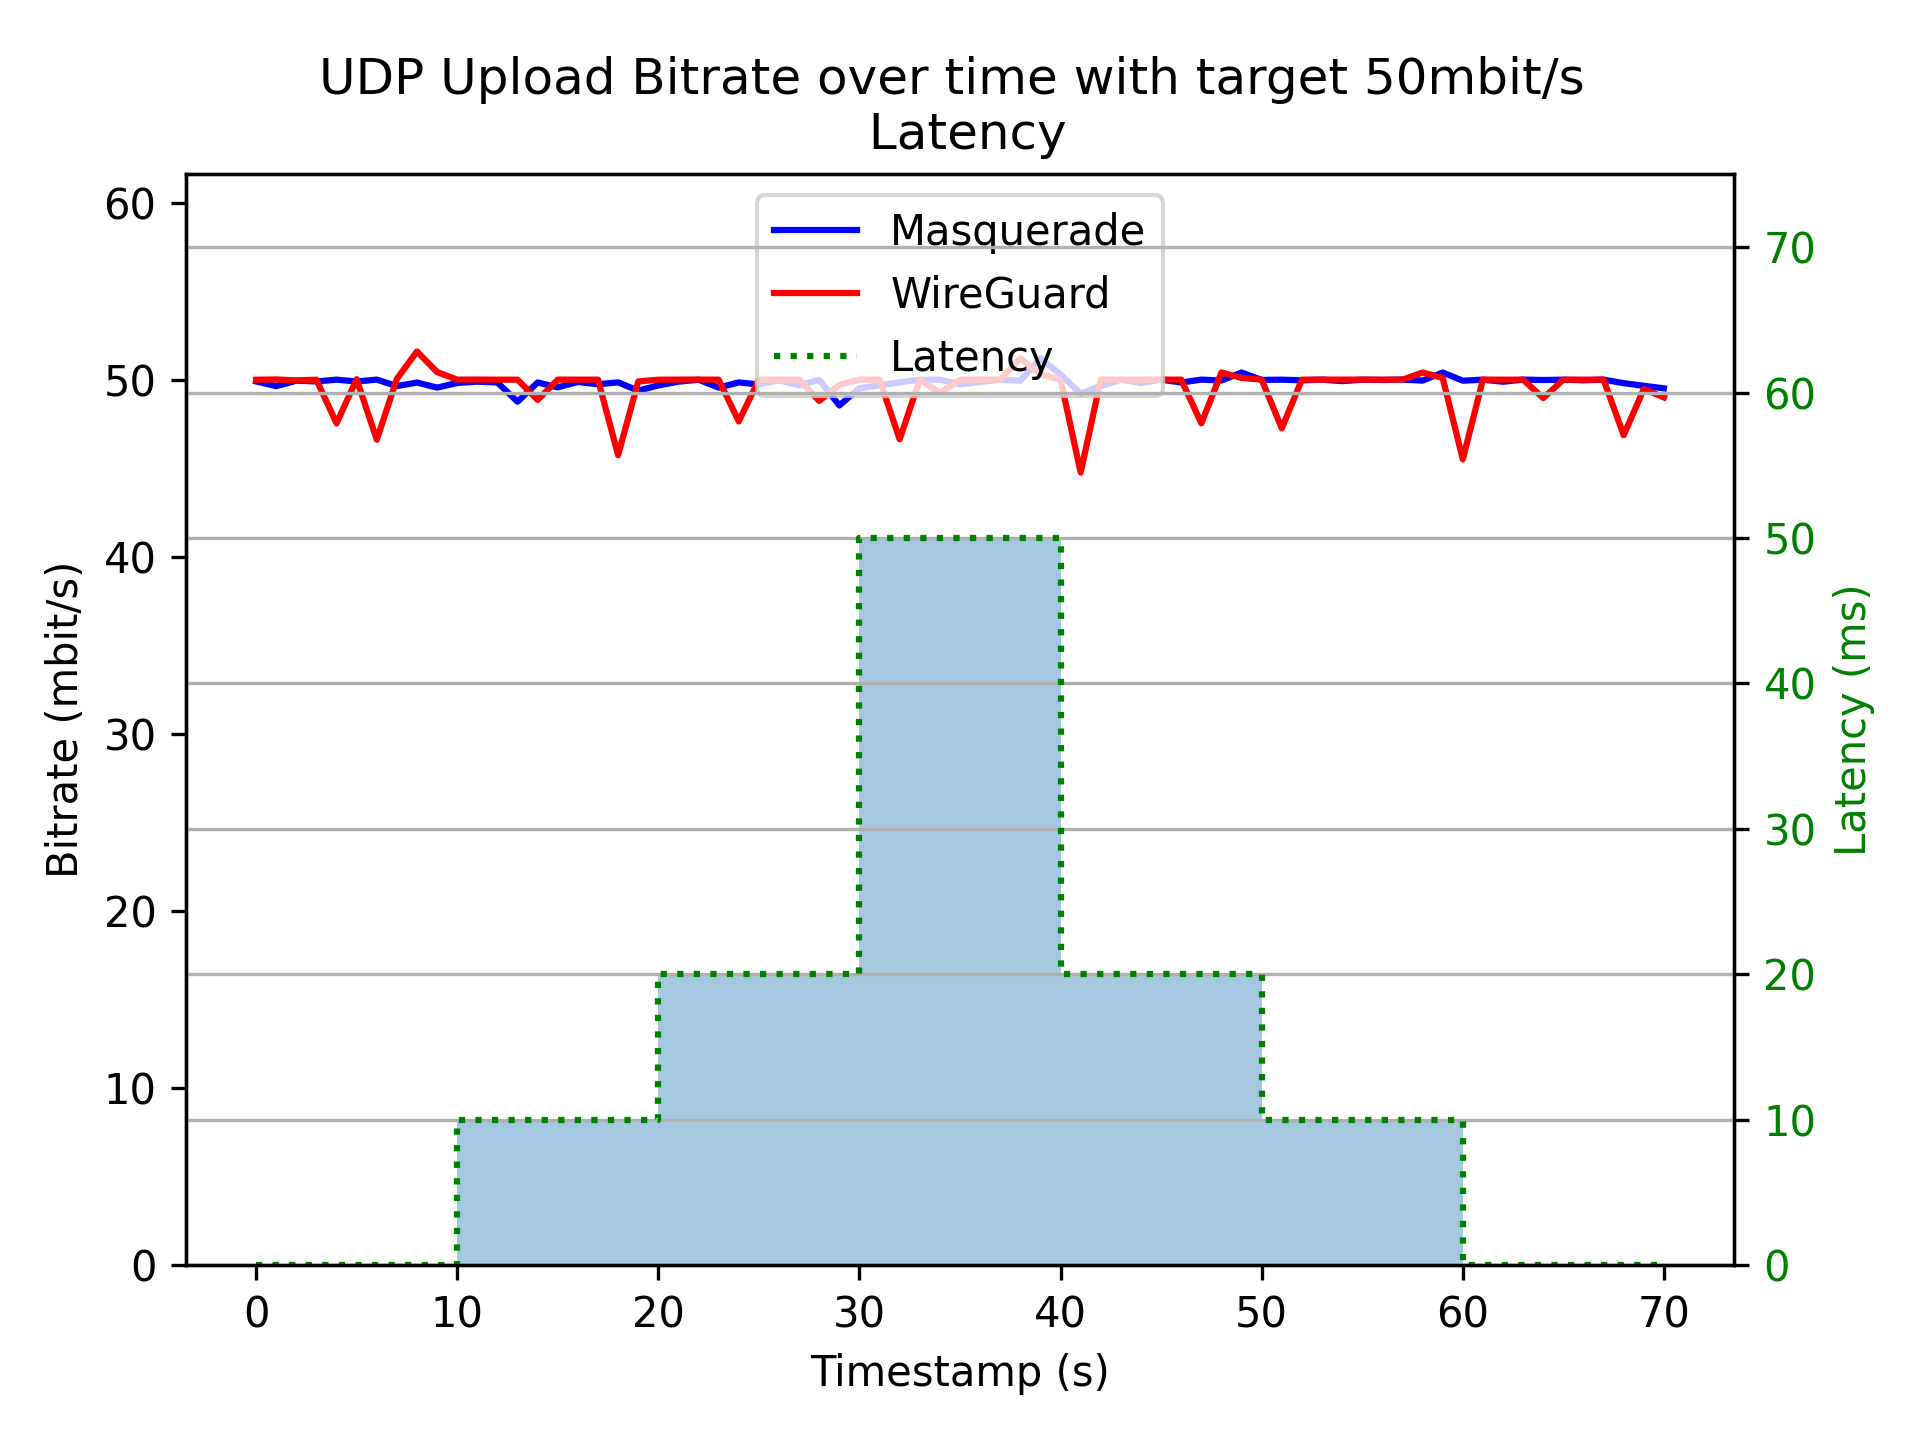 UDP Upload Bitrate over time with target 50mbit/s
Latency
Masquerade
WireGuard
Latency
Bitrate (mbit/s)
60
50
40
30
20
10
0
Latency (ms)
70
60
50
40
30
20
10
0
0 10 20 30 40 50 60 70
Timestamp (s)